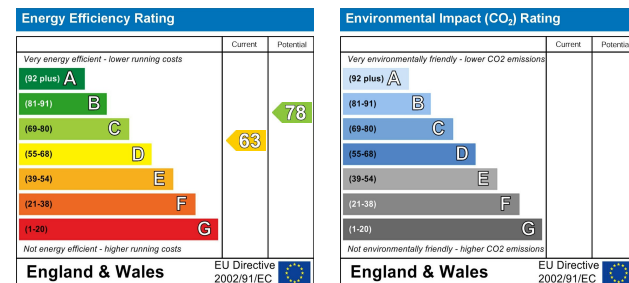 Energy Efficiency Rating
Current Potential
Very energy efficient - lower running costs
(92 plus) A
(81-91) B
(69-80) C
(55-68) D
(39-54) E
(21-38) F
(1-20) G
63
78
Not energy efficient - higher running costs
England & Wales
EU Directive
2002/91/EC
Environmental Impact (CO₂) Rating
Current Potential
Very environmentally friendly - lower CO2 emissions
(92 plus) A
(81-91) B
(69-80) C
(55-68) D
(39-54) E
(21-38) F
(1-20) G
Not environmentally friendly - higher CO2 emissions
England & Wales
EU Directive
2002/91/EC